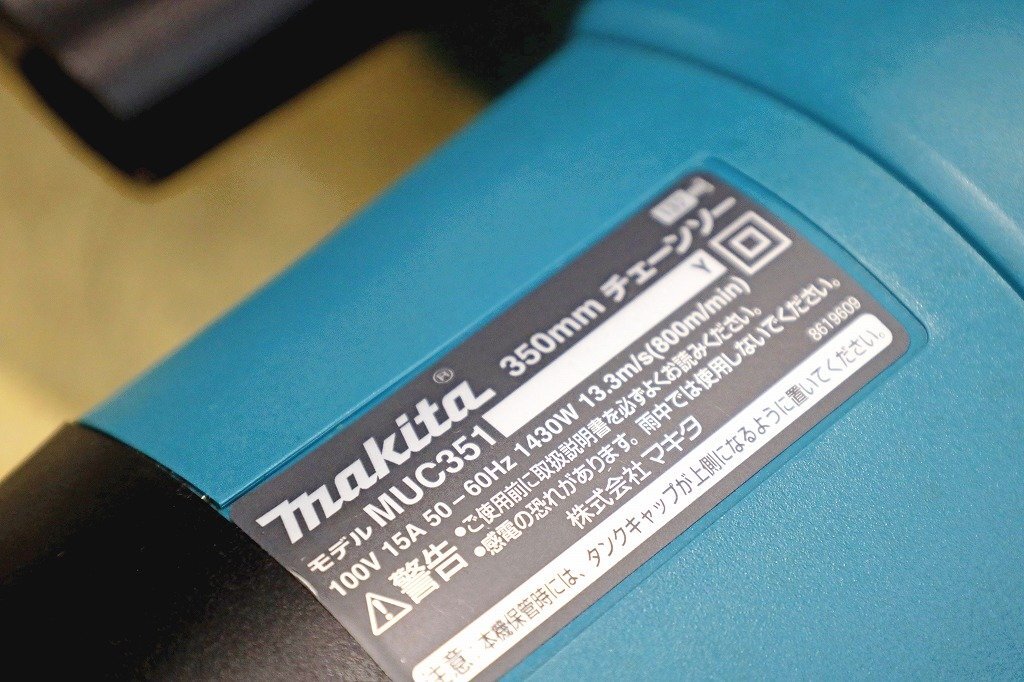 makita® 350mm チェーンソー
モデル MUC351 Y
100V 15A 50-60Hz 1430W 13.3m/s(800m/min)
警告 •ご使用前に取扱説明書を必ずよくお読みください。
•感電の恐れがあります。雨中では使用しないでください。
株式会社 マキタ 8619609
注意:本機保管時には、タンクキャップが上側になるように置いてください。